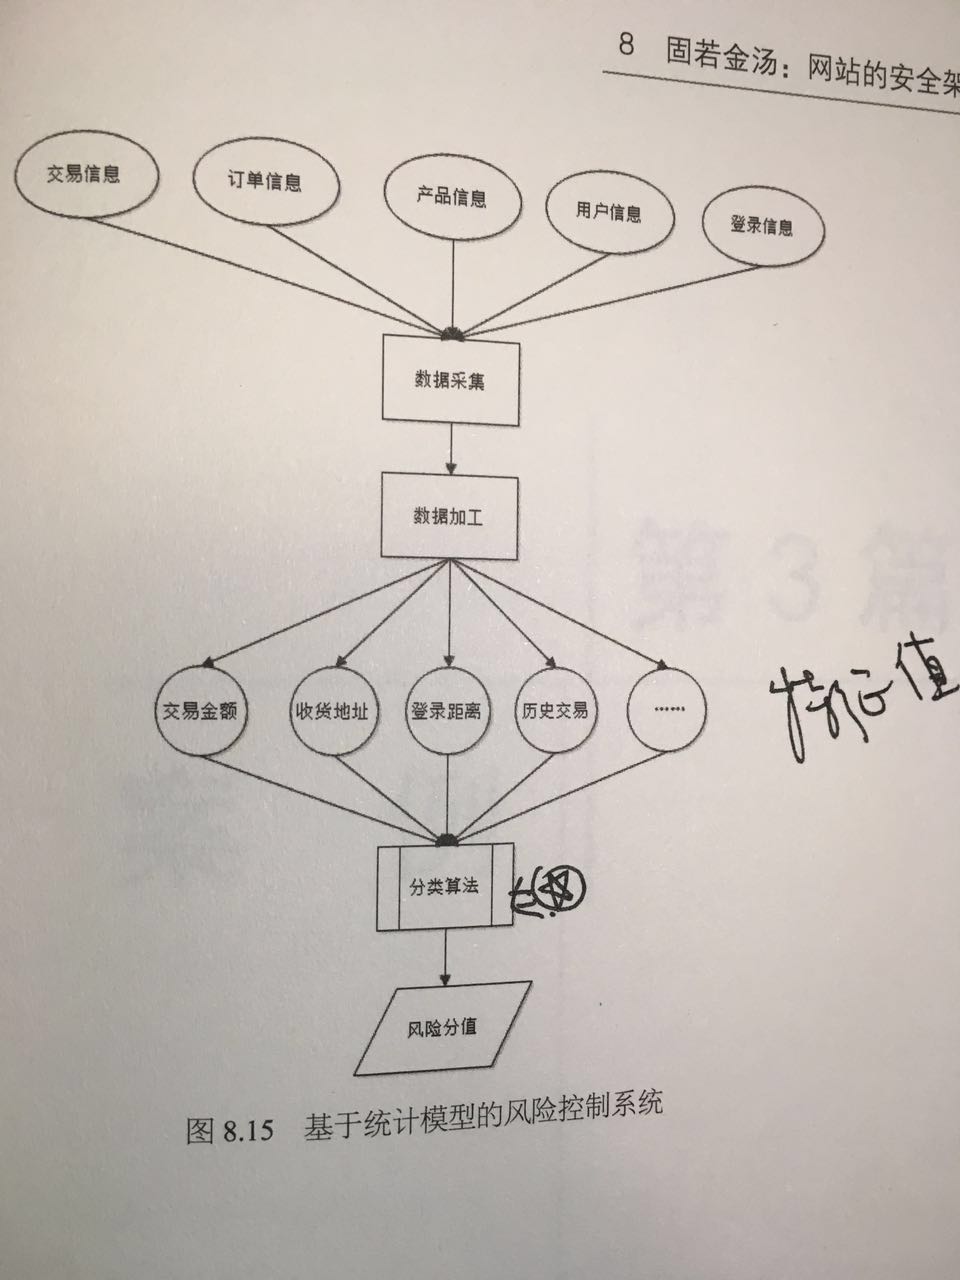 8 固若金汤：网站的安全架
交易信息
订单信息
产品信息
用户信息
登录信息
数据采集
数据加工
交易金额
收货地址
登录距离
历史交易
……
特征值
分类算法
风险分值
图 8.15 基于统计模型的风险控制系统
第 3 篇